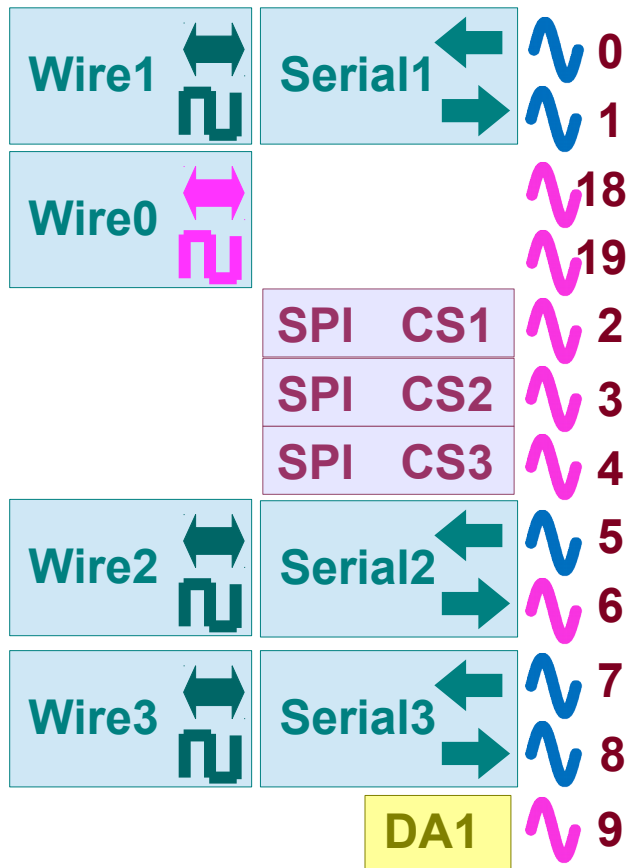 Wire1 Serial1 0
1
Wire0 18
19
SPI CS1 2
SPI CS2 3
SPI CS3 4
Wire2 Serial2 5
6
Wire3 Serial3 7
8
DA1 9